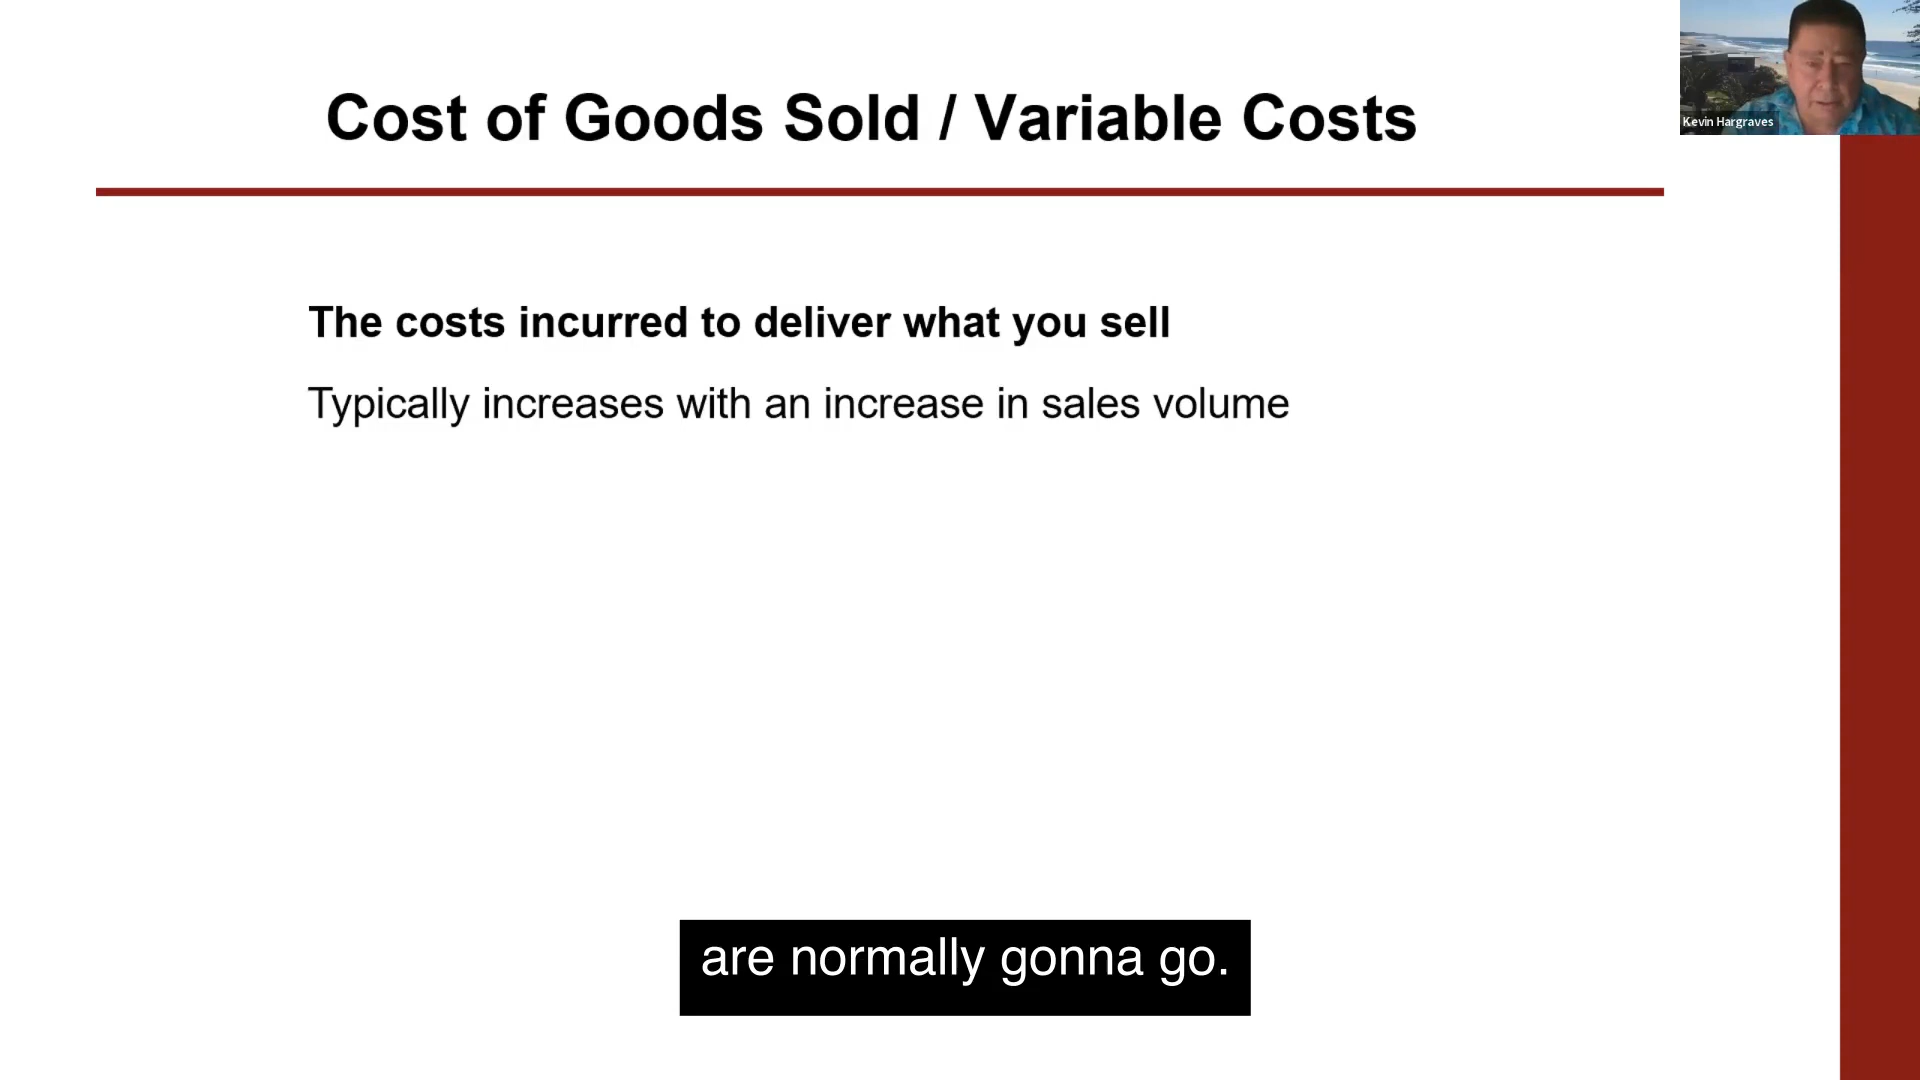 Cost of Goods Sold / Variable Costs
Kevin Hargraves
The costs incurred to deliver what you sell
Typically increases with an increase in sales volume
are normally gonna go.